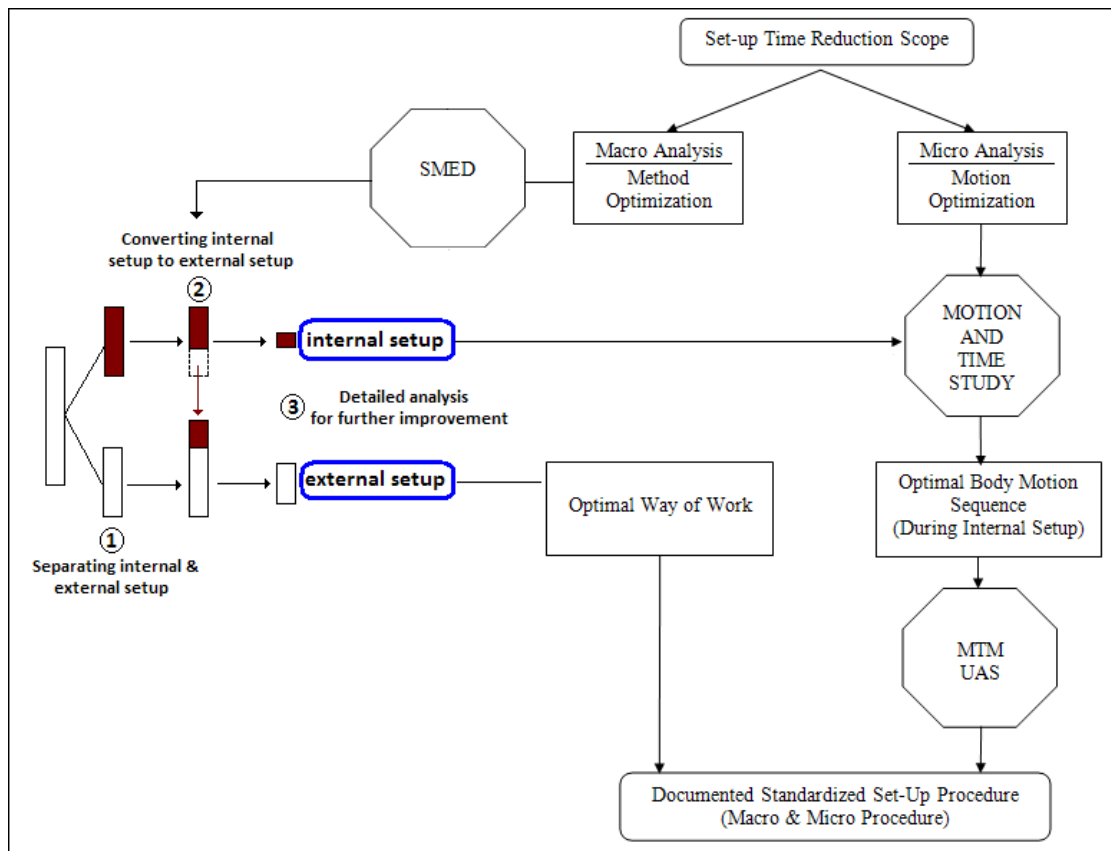 Set-up Time Reduction Scope
Macro Analysis
Method
Optimization
Micro Analysis
Motion
Optimization
SMED
Converting internal
setup to external setup
2
internal setup
MOTION
AND
TIME
STUDY
3
Detailed analysis
for further improvement
external setup
Optimal Way of Work
Optimal Body Motion
Sequence
(During Internal Setup)
1
Separating internal &
external setup
MTM
UAS
Documented Standardized Set-Up Procedure
(Macro & Micro Procedure)